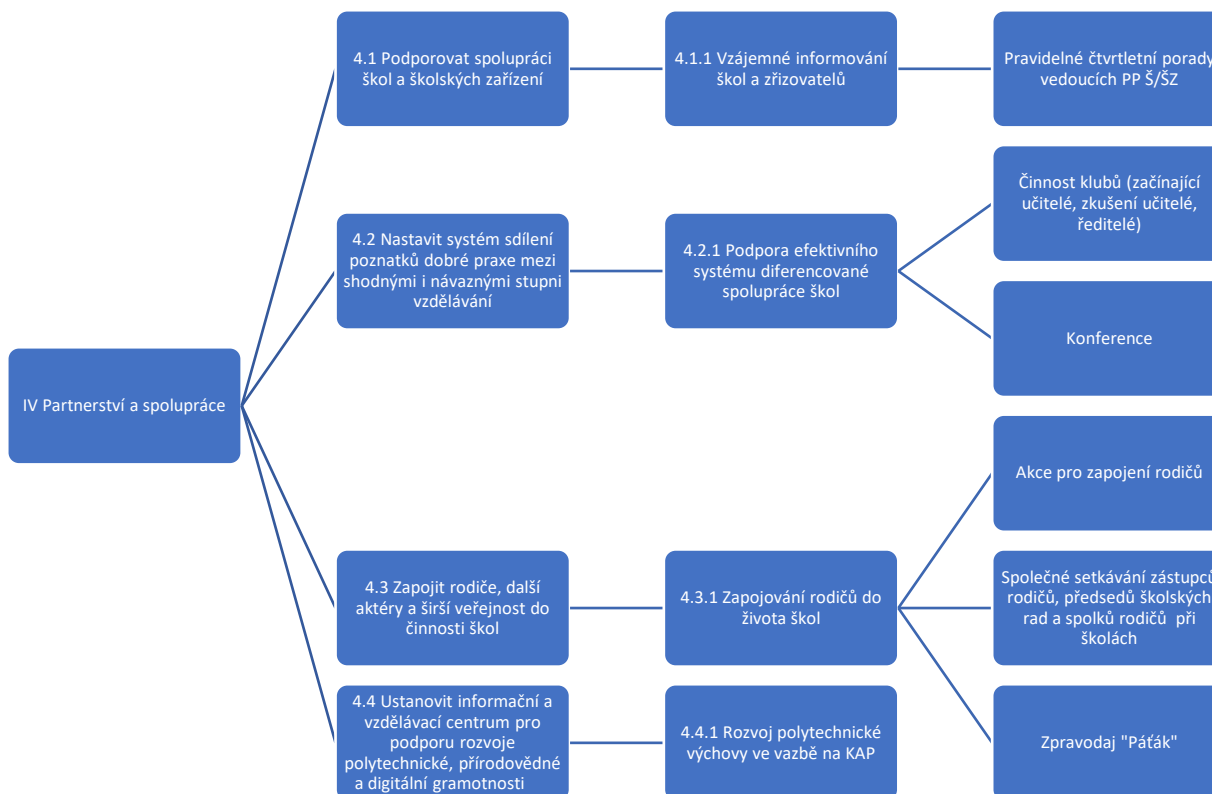 IV Partnerství a spolupráce
4.1 Podporovat spolupráci
škol a školských zařízení
4.1.1 Vzájemné informování
škol a zřizovatelů
Pravidelné čtvrtletní porady
vedoucích PP Š/ŠZ
4.2 Nastavit systém sdílení
poznatků dobré praxe mezi
shodnými i návaznými stupni
vzdělávání
4.2.1 Podpora efektivního
systému diferencované
spolupráce škol
Činnost klubů (začínající
učitelé, zkušení učitelé,
ředitelé)
Konference
4.3 Zapojit rodiče, další
aktéry a širší veřejnost do
činnosti škol
4.3.1 Zapojování rodičů do
života škol
Akce pro zapojení rodičů
Společné setkávání zástupců
rodičů, předsedů školských
rad a spolků rodičů při
školách
Zpravodaj "Páťák"
4.4 Ustanovit informační a
vzdělávací centrum pro
podporu rozvoje
polytechnické, přírodovědné
a digitální gramotnosti
4.4.1 Rozvoj polytechnické
výchovy ve vazbě na KAP